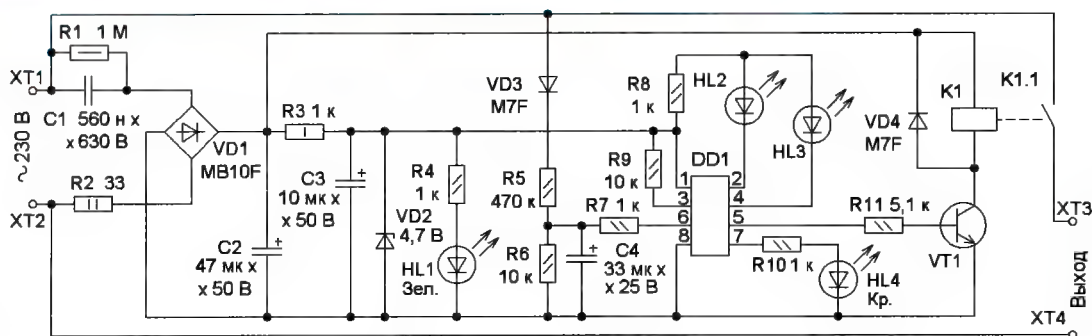 R1 1 М
XT1
C1 560 н х
х 630 В
~230 В
R2 33
XT2
VD1
MB10F
R3 1 к
C2
47 мк х
х 50 В
C3
10 мк х
х 50 В
R4
1 к
VD2
4,7 В
HL1
Зел.
VD3
M7F
R5
470 к
R6
10 к
R7 1 к
C4
33 мк х
х 25 В
R8
1 к
R9
10 к
DD1
1 2
3 4
6 5
8 7
HL2
HL3
R10 1 к
HL4
Кр.
R11 5,1 к
VD4
M7F
K1
K1.1
VT1
XT3
Выход
XT4